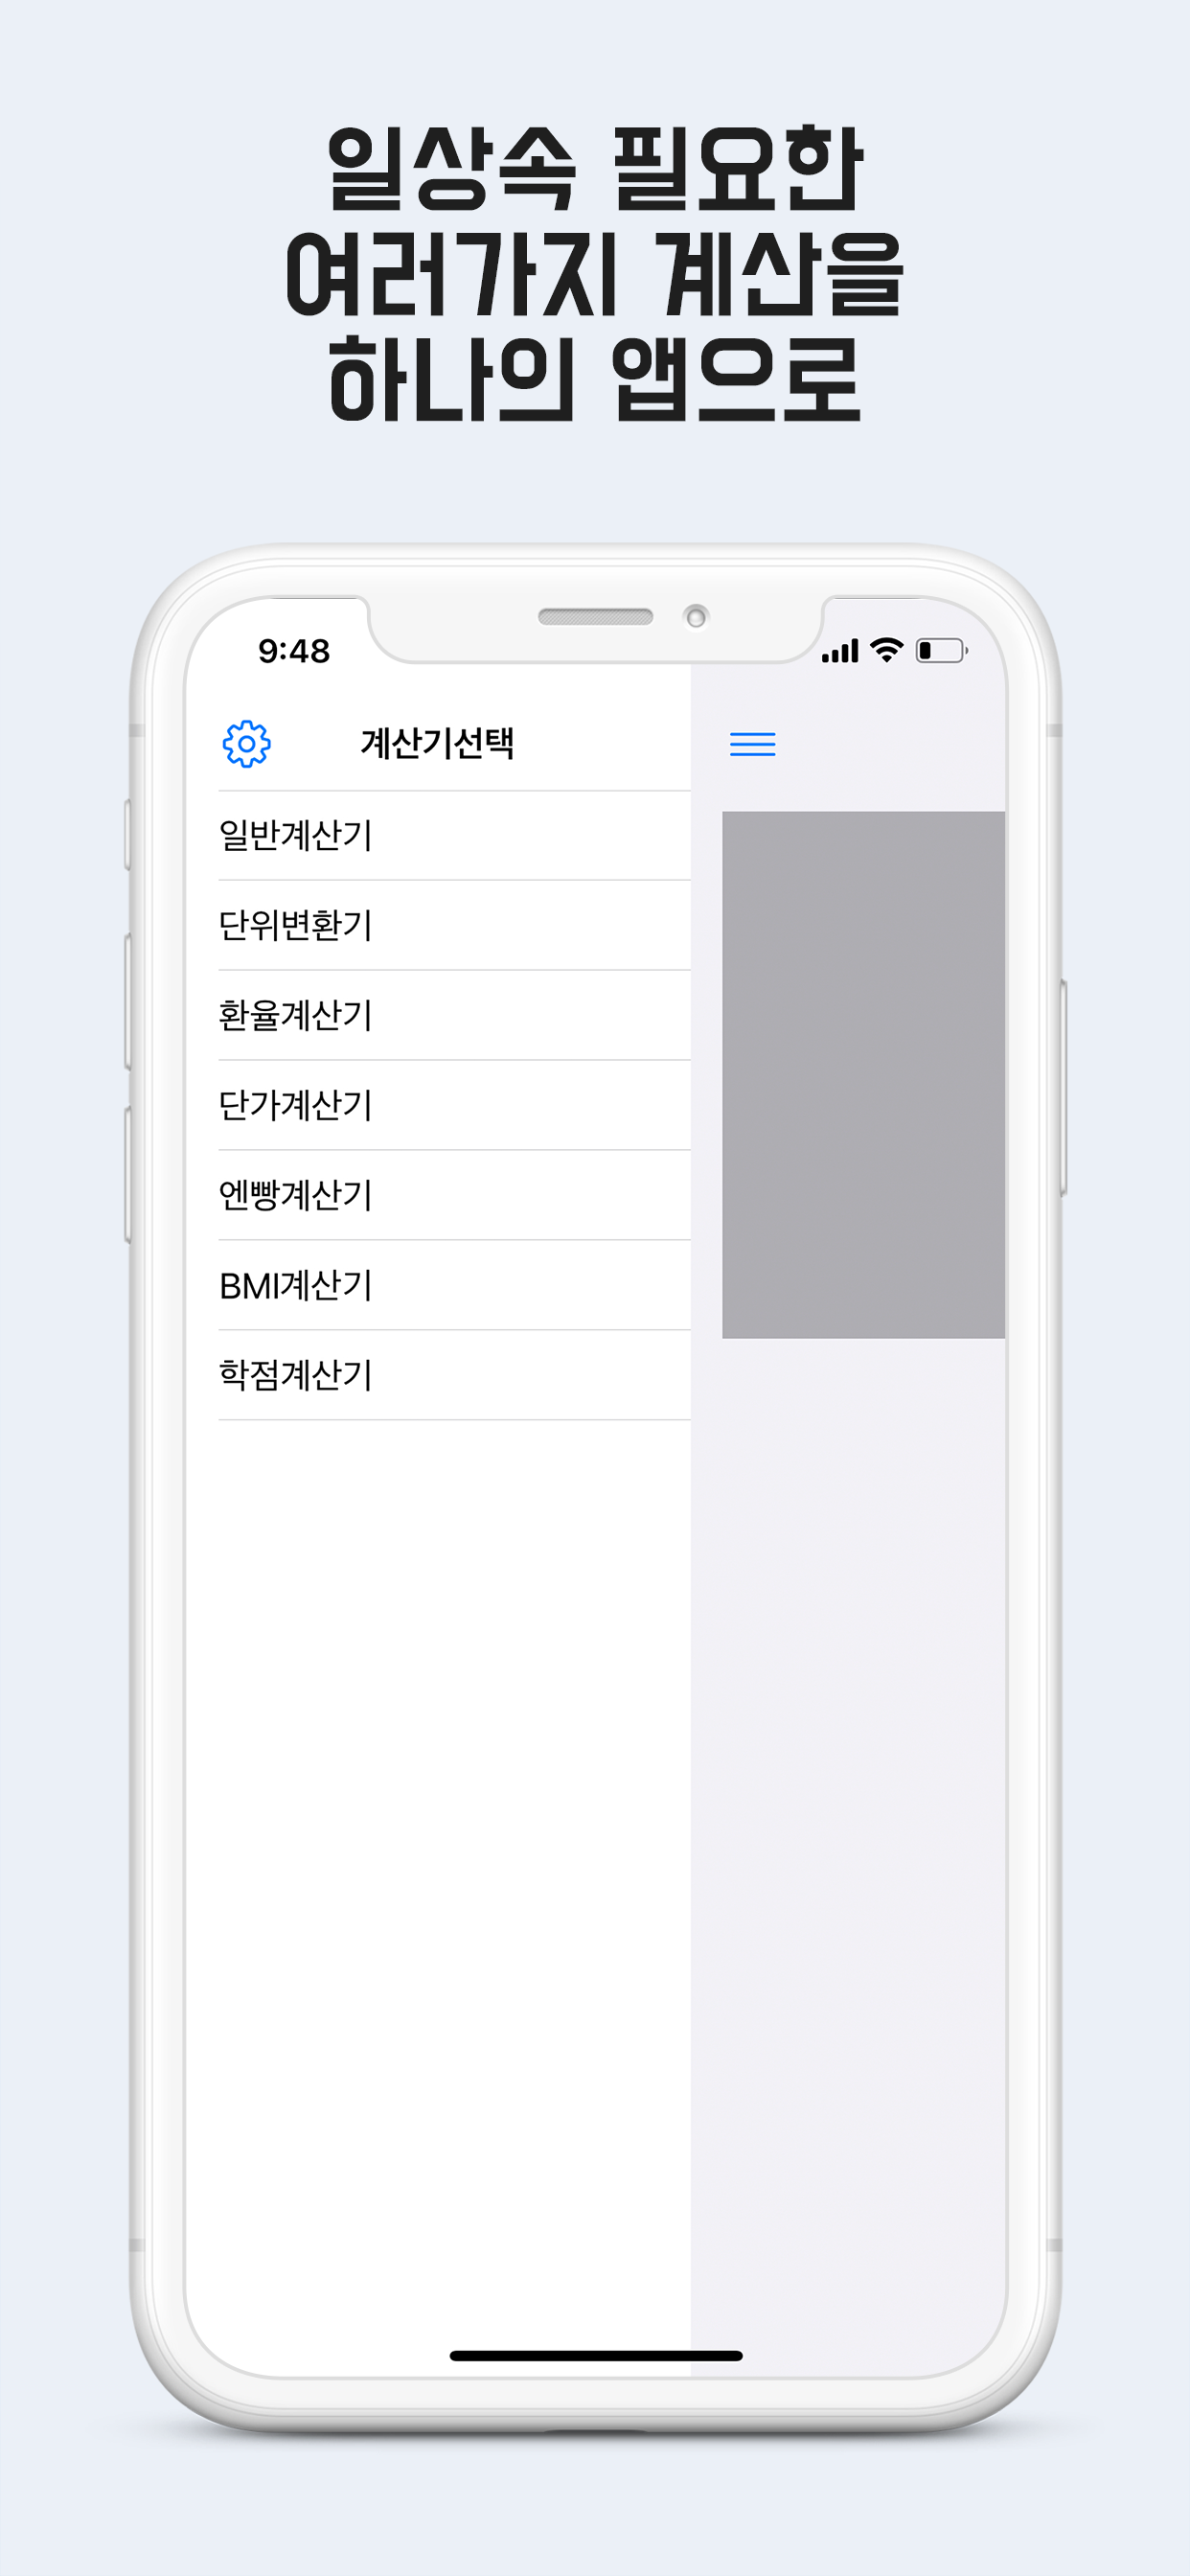 일상속 필요한
여러가지 계산을
하나의 앱으로
9:48
계산기선택
일반계산기
단위변환기
환율계산기
단가계산기
엔빵계산기
BMI계산기
학점계산기